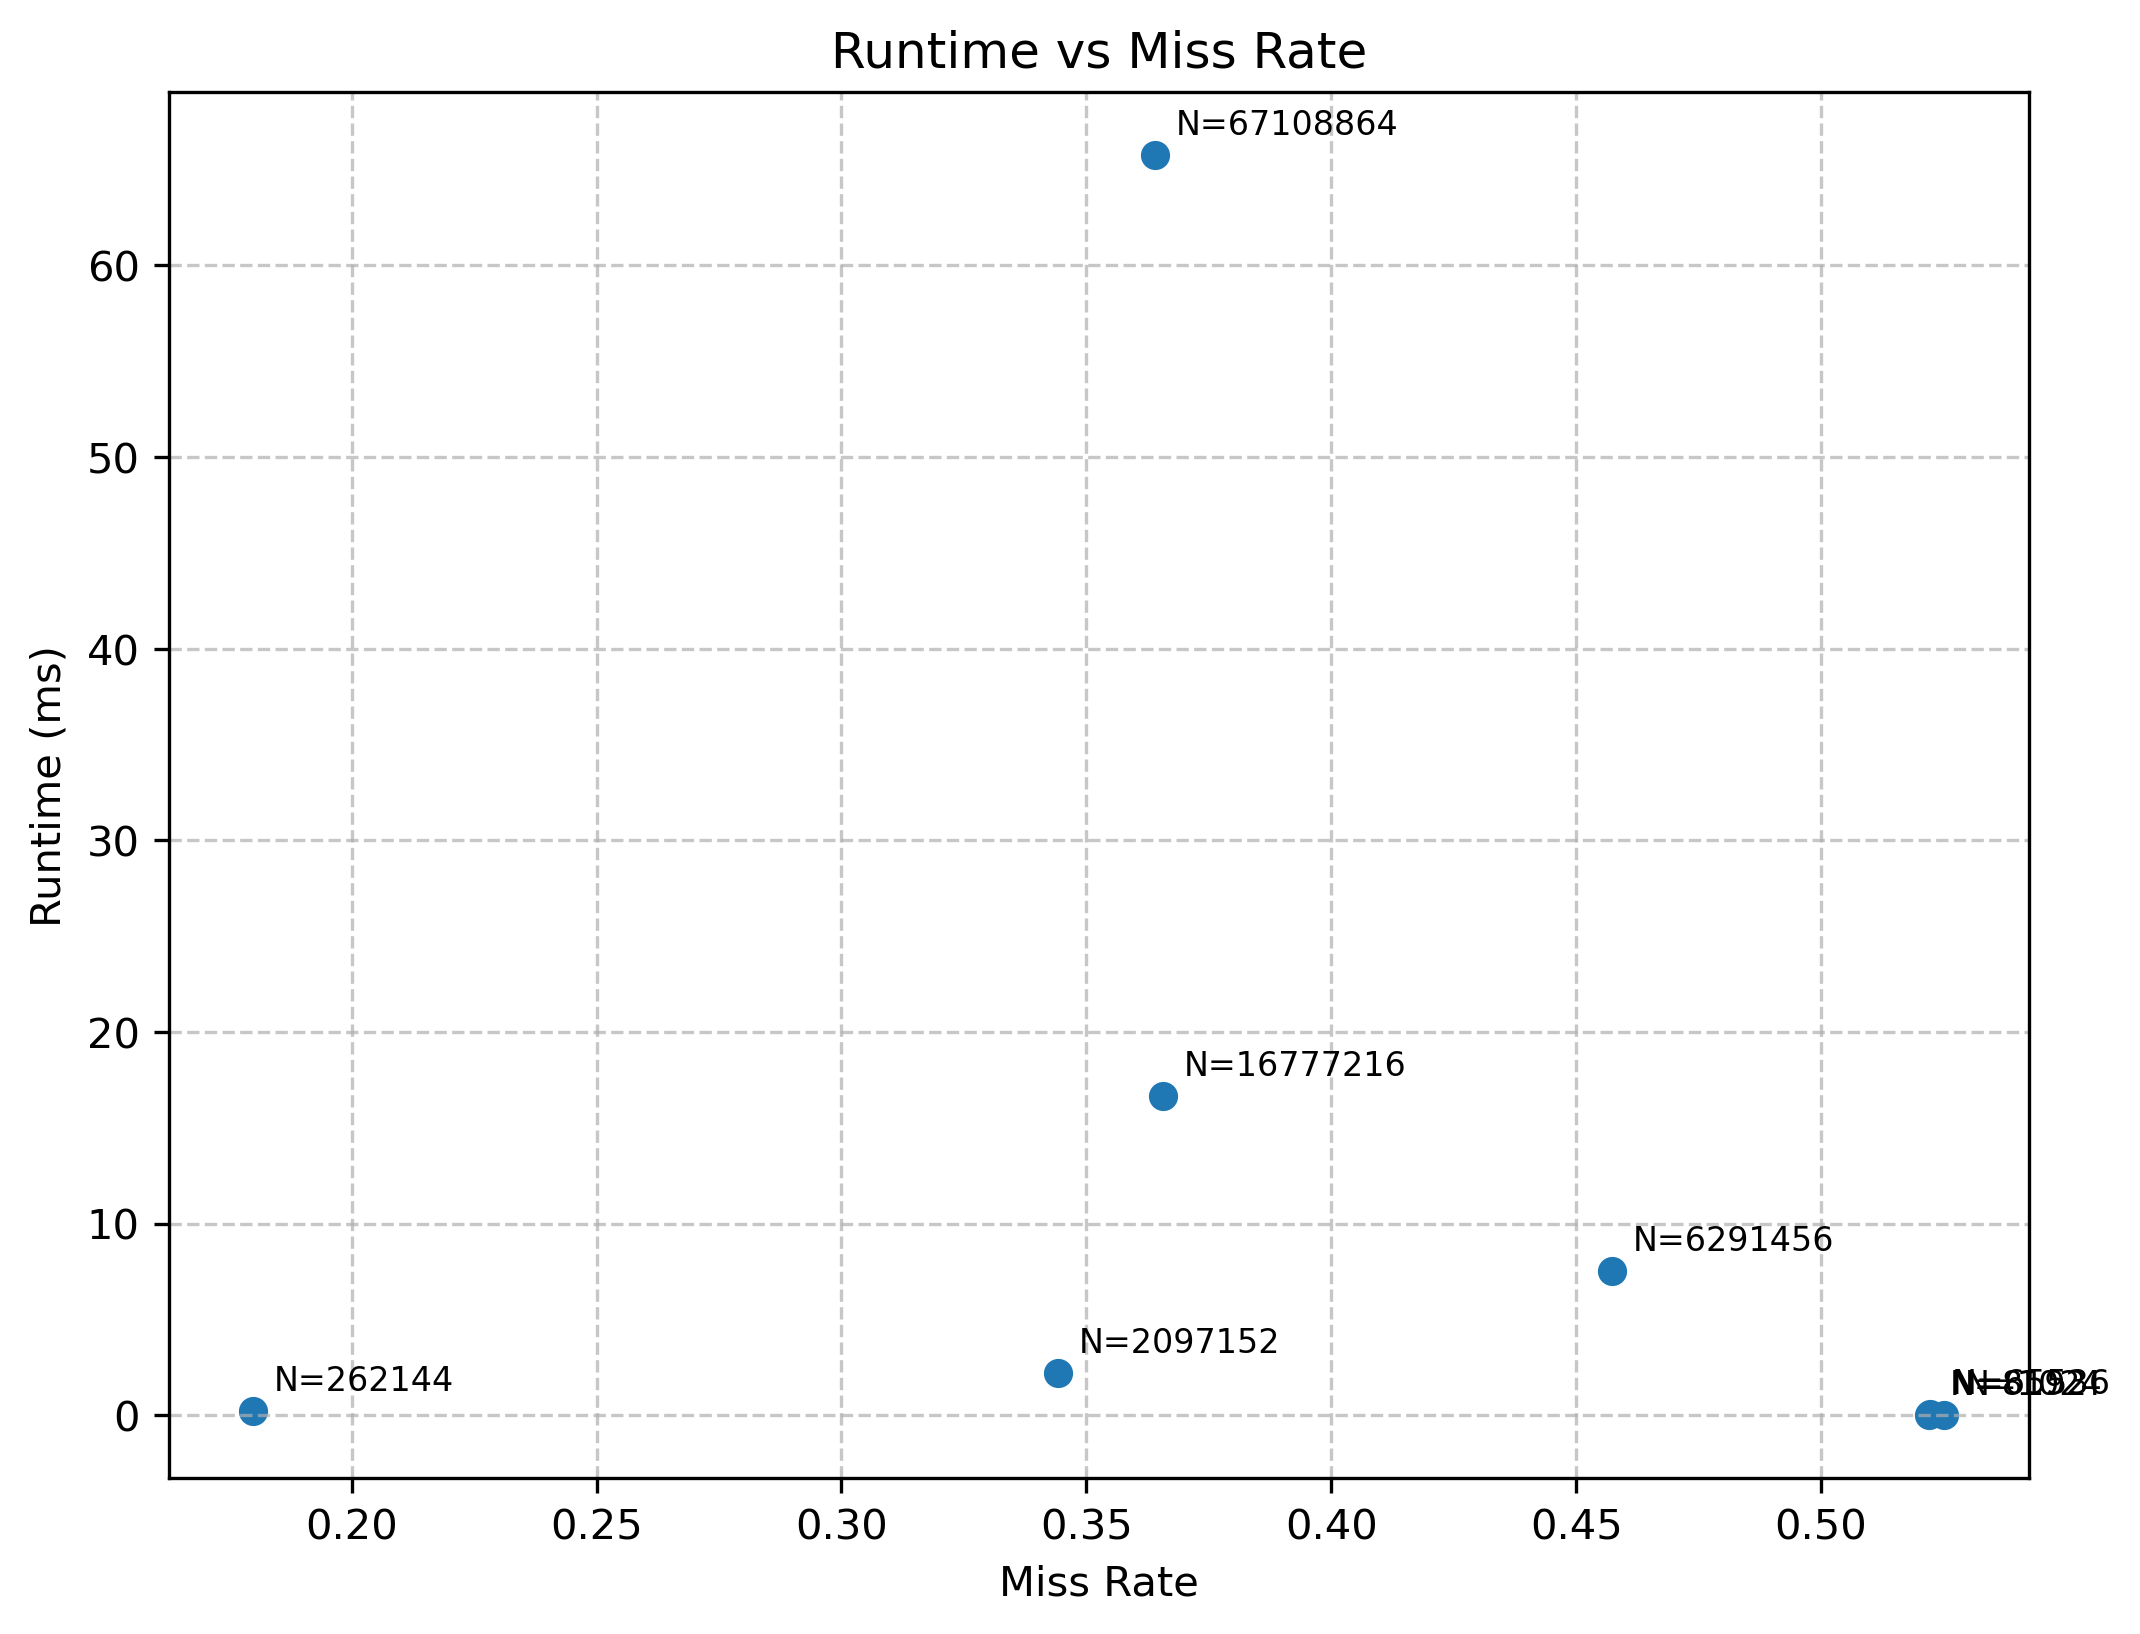 Runtime vs Miss Rate
N=67108864
60
50
40
30
20
10
0
Runtime (ms)
N=16777216
N=6291456
N=2097152
N=262144
0.20 0.25 0.30 0.35 0.40 0.45 0.50
Miss Rate